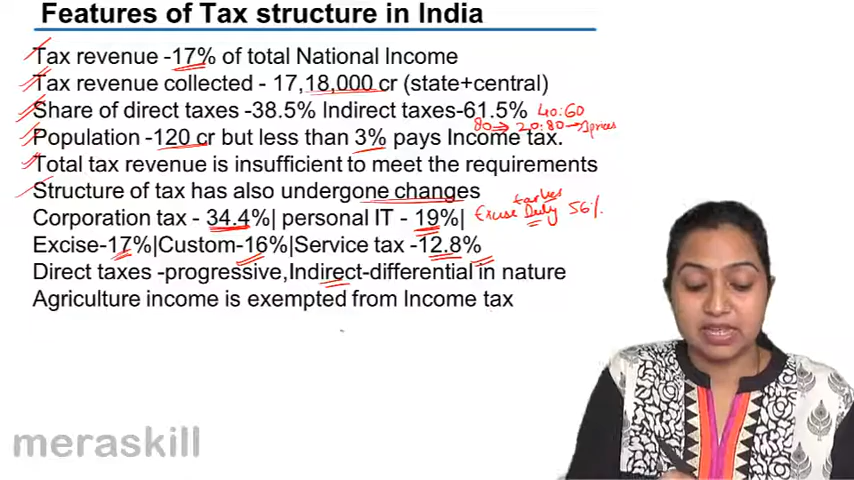 Features of Tax structure in India
Tax revenue -17% of total National Income
Tax revenue collected - 17,18,000 cr (state+central)
Share of direct taxes -38.5% Indirect taxes-61.5% 40:60
80 → 20:80 →
Population -120 cr but less than 3% pays Income tax.
Total tax revenue is insufficient to meet the requirements
Structure of tax has also undergone changes
earlier
Corporation tax - 34.4%| personal IT - 19%| Excise Duty 56%.
Excise-17%|Custom-16%|Service tax -12.8%
Direct taxes -progressive,Indirect-differential in nature
Agriculture income is exempted from Income tax
meraskill